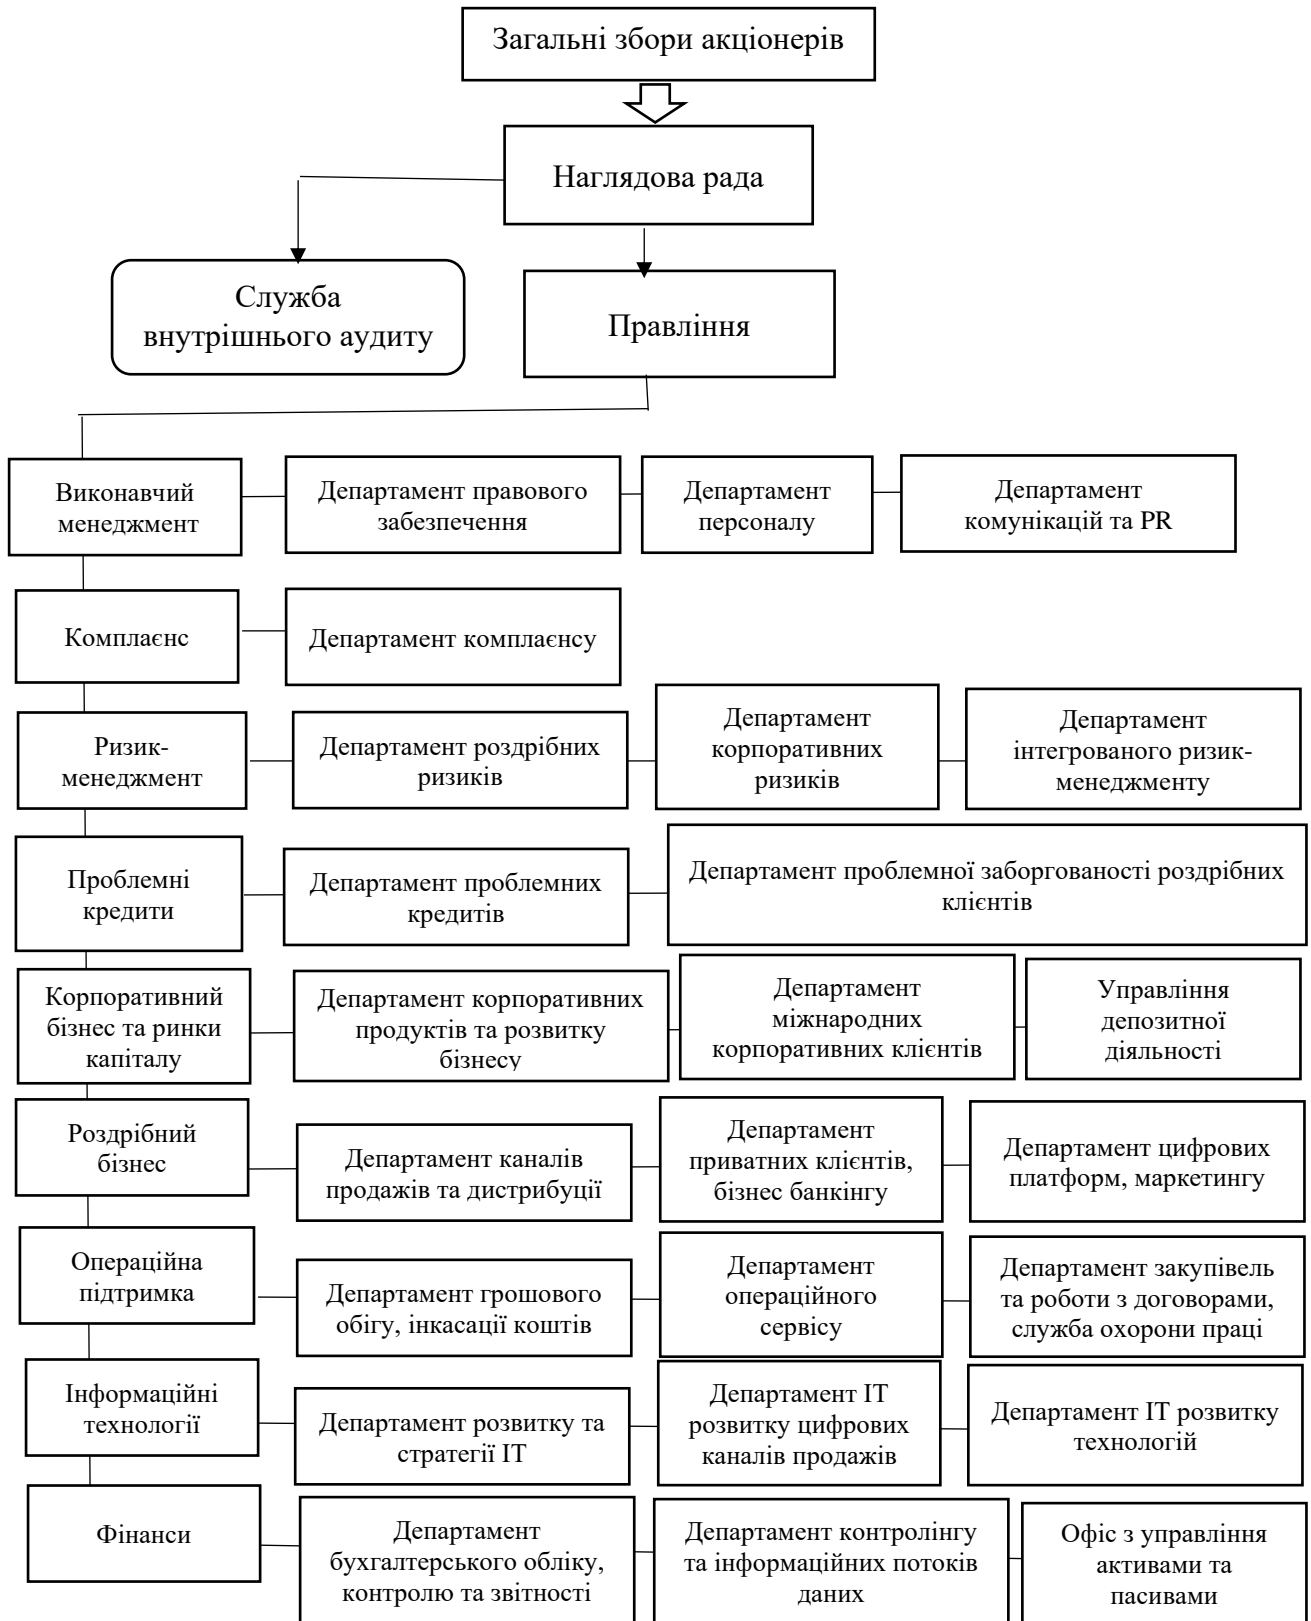 Загальні збори акціонерів
Наглядова рада
Служба
внутрішнього аудиту
Правління
Виконавчий
менеджмент
Департамент правового
забезпечення
Департамент
персоналу
Департамент
комунікацій та PR
Комплаєнс
Департамент комплаєнсу
Ризик-
менеджмент
Департамент роздрібних
ризиків
Департамент
корпоративних
ризиків
Департамент
інтегрованого ризик-
менеджменту
Проблемні
кредити
Департамент проблемних
кредитів
Департамент проблемної заборгованості роздрібних
клієнтів
Корпоративний
бізнес та ринки
капіталу
Департамент корпоративних
продуктів та розвитку
бізнесу
Департамент
міжнародних
корпоративних клієнтів
Управління
депозитної
діяльності
Роздрібний
бізнес
Департамент каналів
продажів та дистрибуції
Департамент
приватних клієнтів,
бізнес банкінгу
Департамент цифрових
платформ, маркетингу
Операційна
підтримка
Департамент грошового
обігу, інкасації коштів
Департамент
операційного
сервісу
Департамент закупівель
та роботи з договорами,
служба охорони праці
Інформаційні
технології
Департамент розвитку та
стратегії ІТ
Департамент ІТ
розвитку цифрових
каналів продажів
Департамент ІТ розвитку
технологій
Фінанси
Департамент
бухгалтерського обліку,
контролю та звітності
Департамент контролінгу
та інформаційних потоків
даних
Офіс з управління
активами та
пасивами